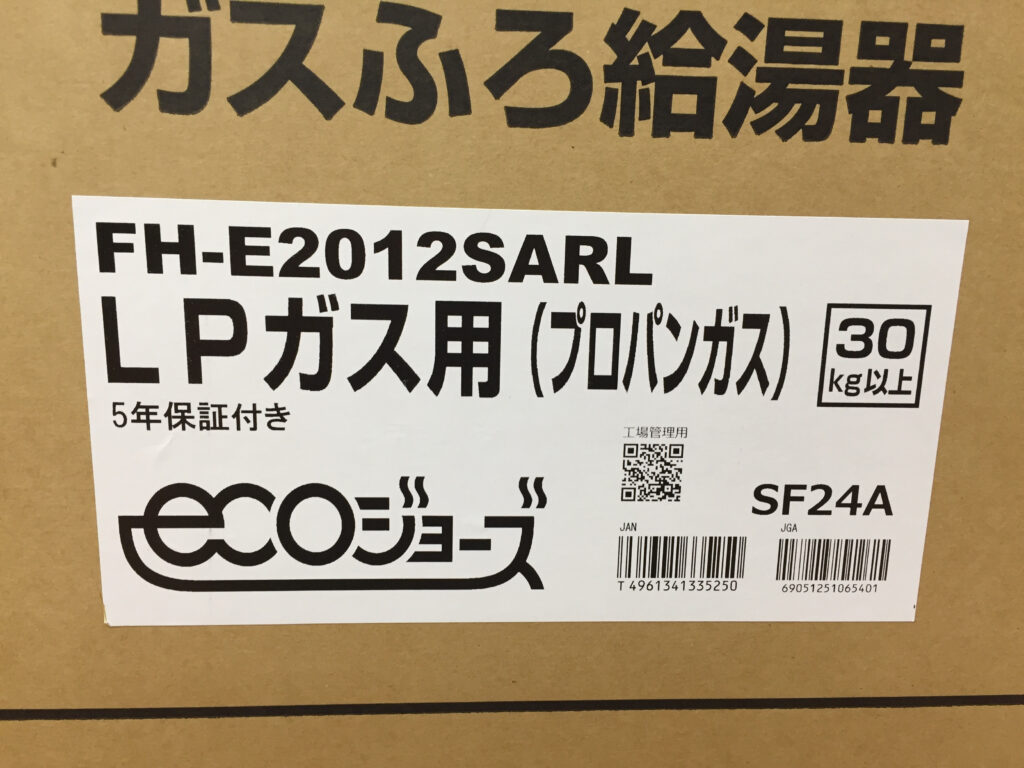 ガスふろ給湯器
FH-E2012SARL
LPガス用(プロパンガス)
30
kg以上
5年保証付き
工場管理用
ecoジョーズ
SF24A
JAN
JGA
T 4961341335250
69051251065401